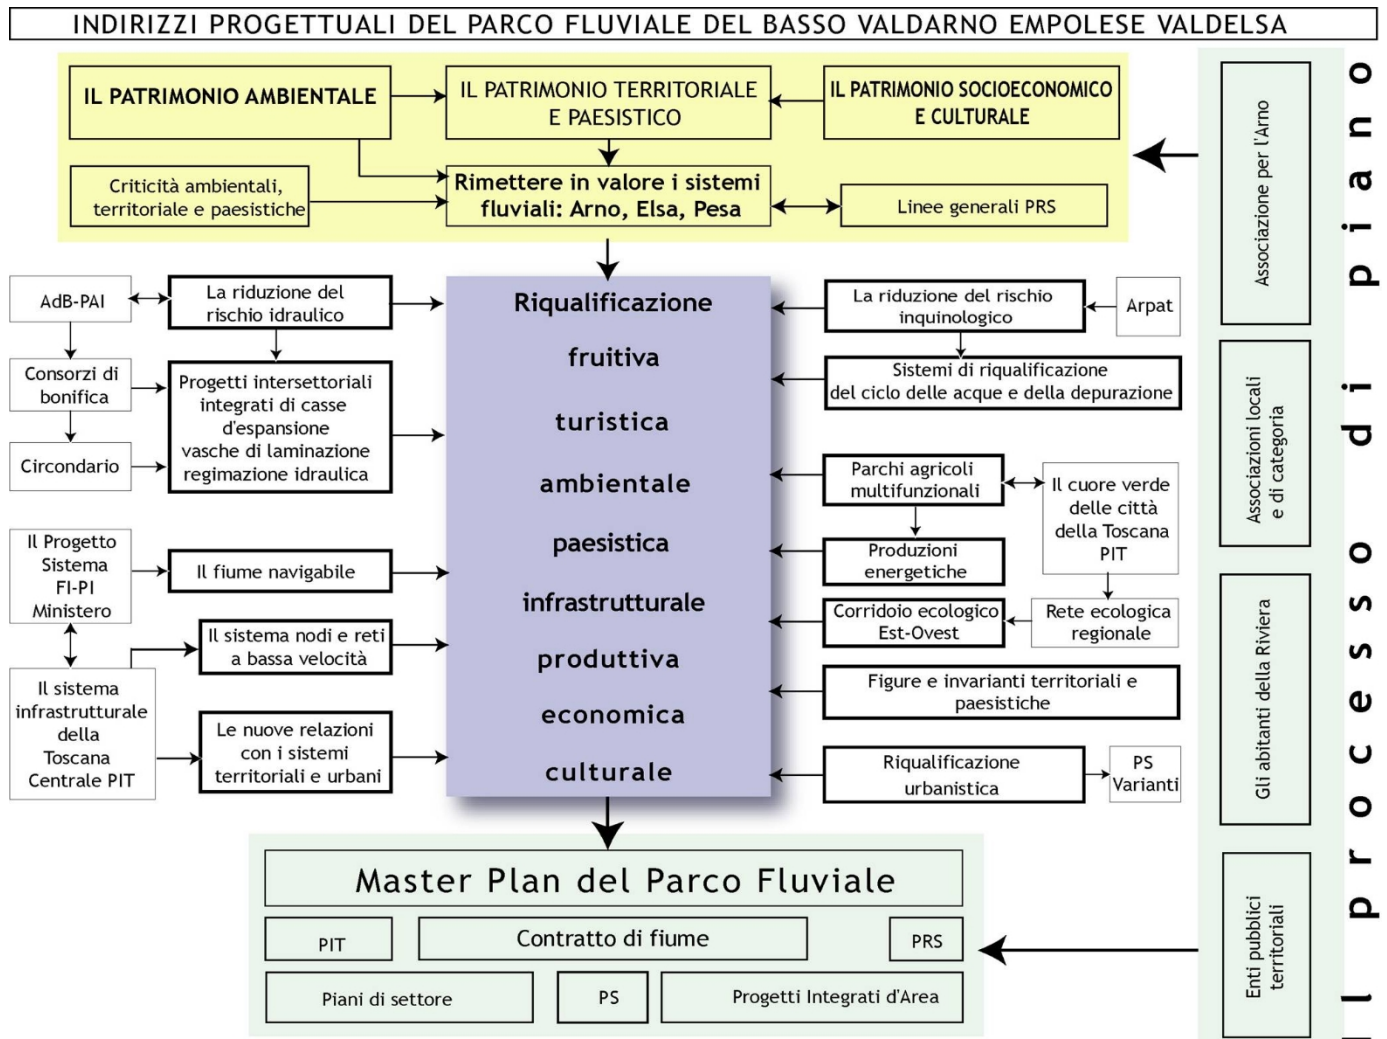 INDIRIZZI PROGETTUALI DEL PARCO FLUVIALE DEL BASSO VALDARNO EMPOLESE VALDELSA
IL PATRIMONIO AMBIENTALE
IL PATRIMONIO TERRITORIALE
E PAESISTICO
IL PATRIMONIO SOCIOECONOMICO
E CULTURALE
Criticità ambientali,
territoriale e paesistiche
Rimettere in valore i sistemi
fluviali: Arno, Elsa, Pesa
Linee generali PRS
AdB-PAI
La riduzione del
rischio idraulico
Consorzi di
bonifica
Progetti intersettoriali
integrati di casse
d'espansione
vasche di laminazione
regimazione idraulica
Circondario
Il Progetto
Sistema
FI-PI
Ministero
Il fiume navigabile
Il sistema nodi e reti
a bassa velocità
Il sistema
infrastrutturale
della
Toscana
Centrale PIT
Le nuove relazioni
con i sistemi
territoriali e urbani
Riqualificazione
fruitiva
turistica
ambientale
paesistica
infrastrutturale
produttiva
economica
culturale
La riduzione del rischio
inquinologico
Arpat
Sistemi di riqualificazione
del ciclo delle acque e della depurazione
Parchi agricoli
multifunzionali
Il cuore verde
delle città
della Toscana
PIT
Produzioni
energetiche
Corridoio ecologico
Est-Ovest
Rete ecologica
regionale
Figure e invarianti territoriali e
paesistiche
Riqualificazione
urbanistica
PS
Varianti
Master Plan del Parco Fluviale
PIT
Contratto di fiume
PRS
Piani di settore
PS
Progetti Integrati d'Area
Associazione per l'Arno
Associazioni locali
e di categoria
Gli abitanti della Riviera
Enti pubblici
territoriali
Il processo di piano